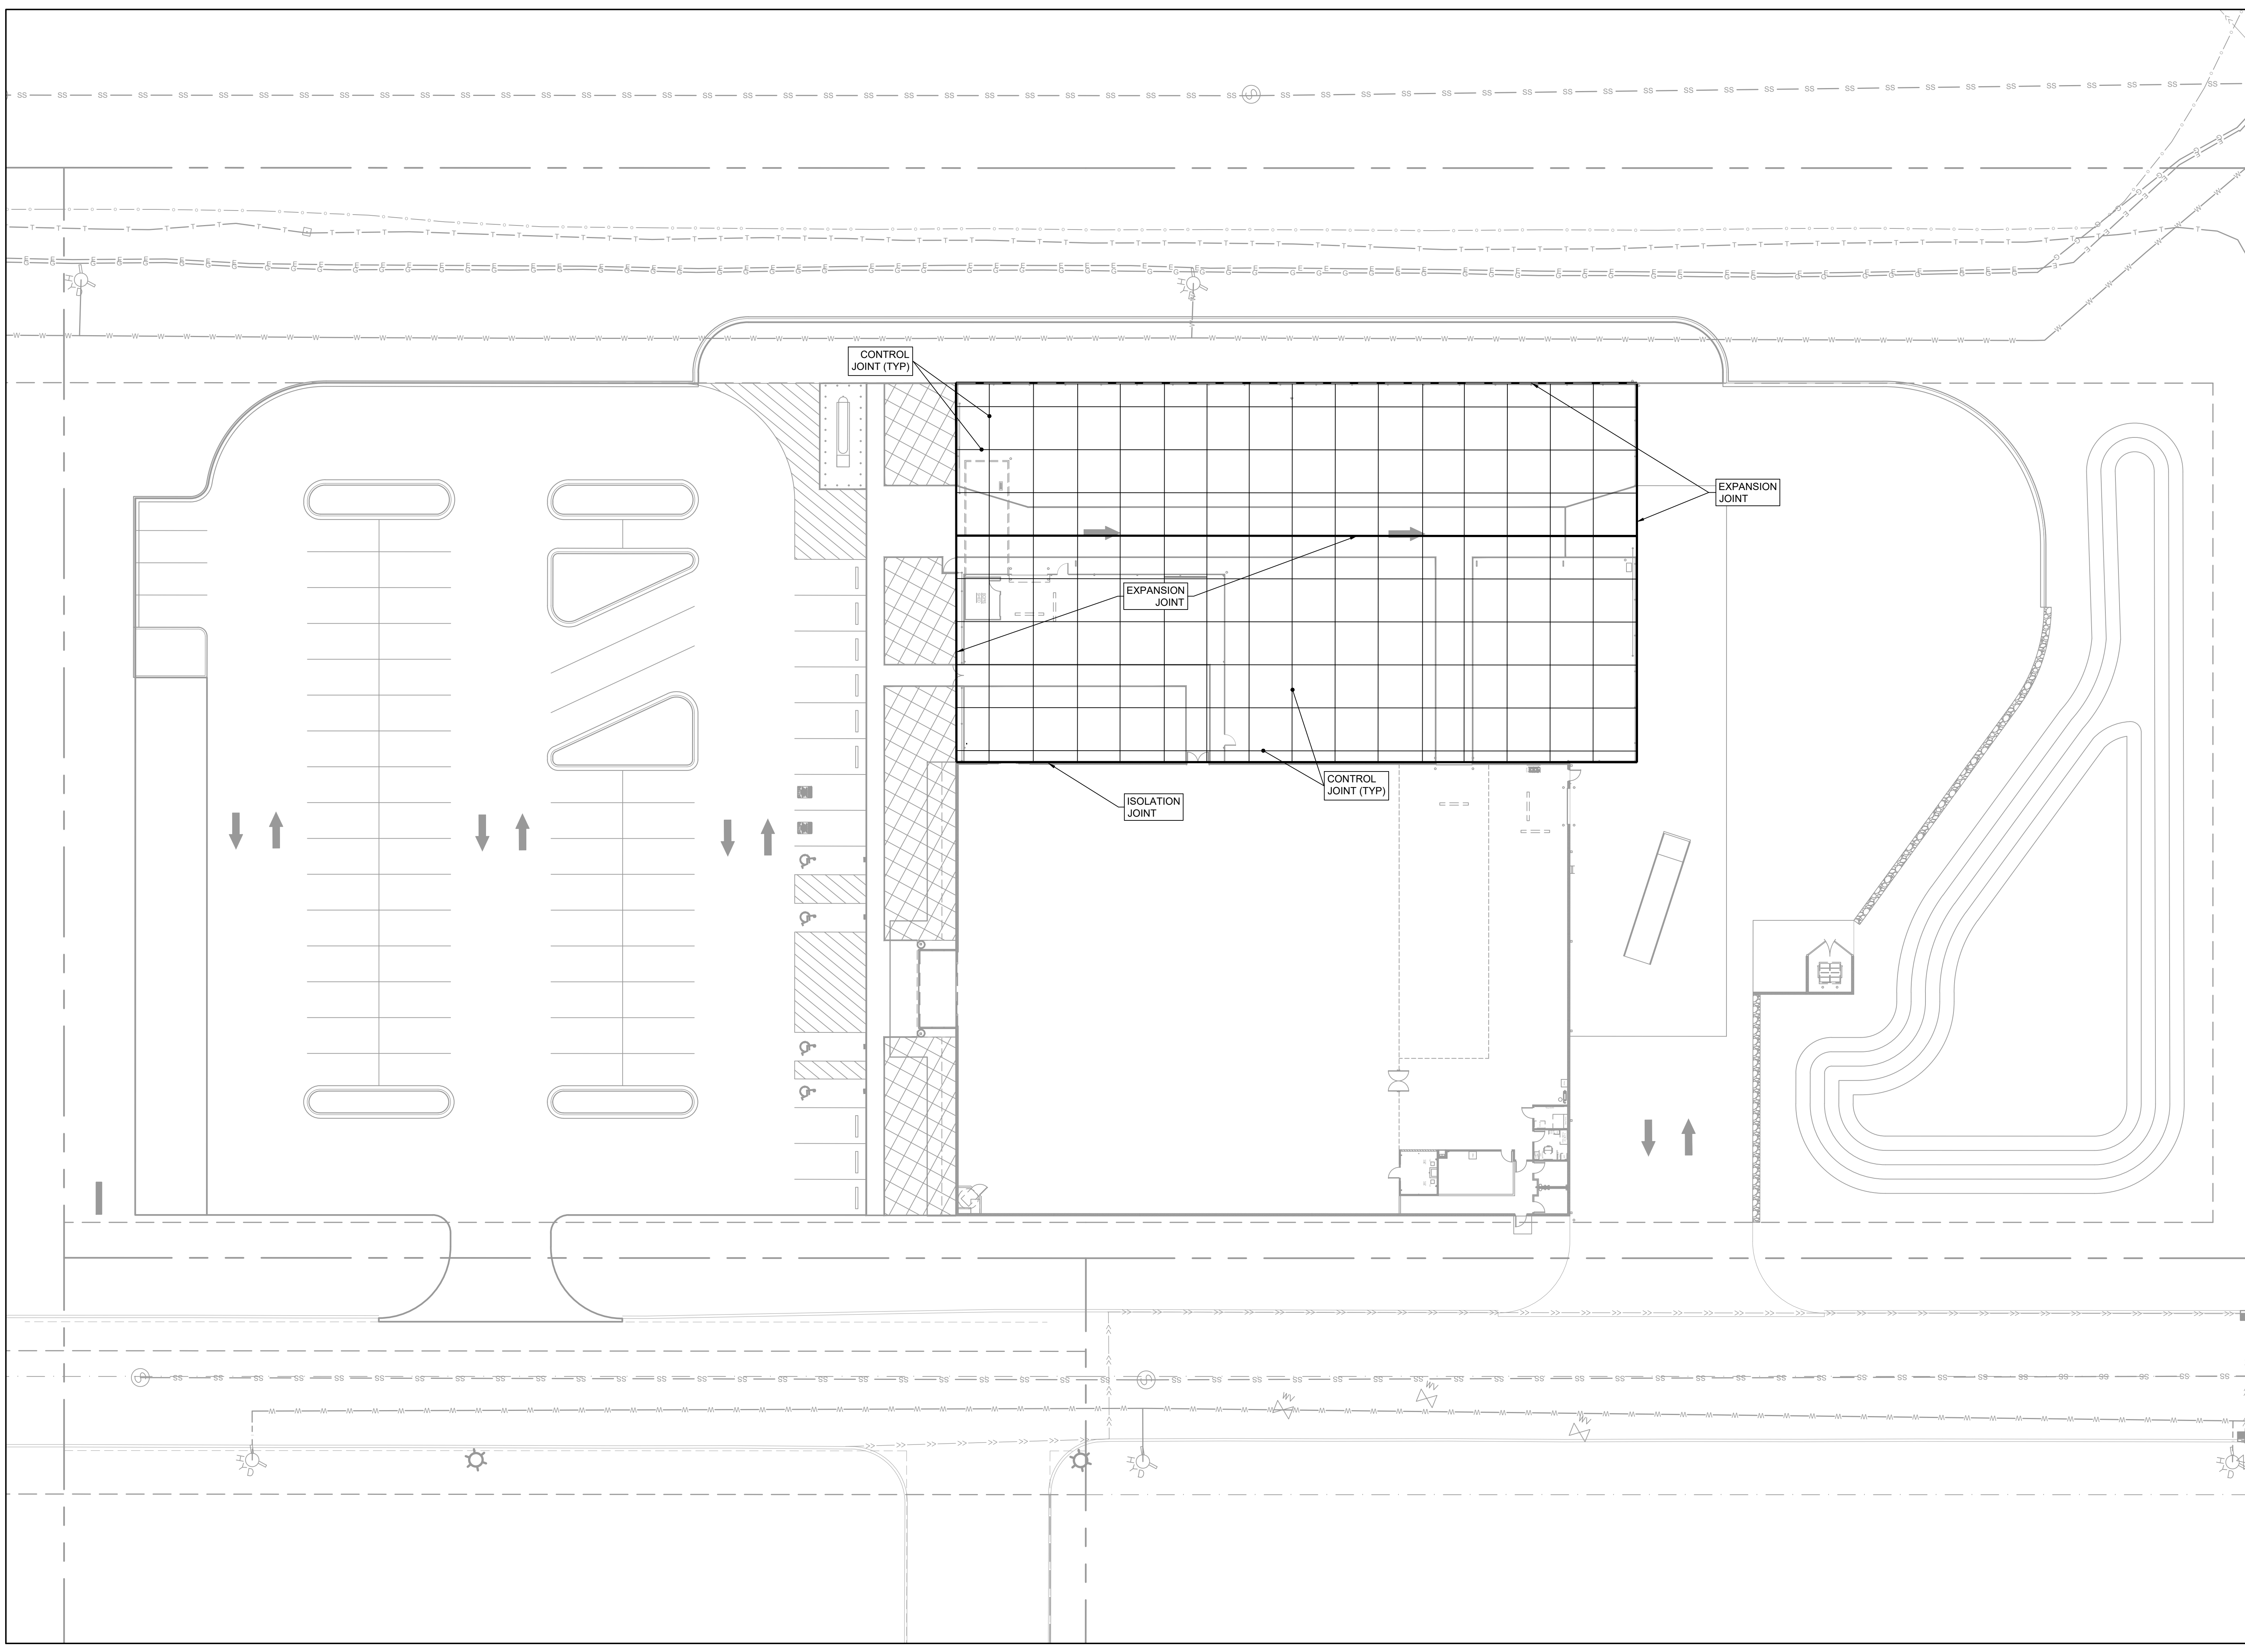 CONTROL
JOINT (TYP)
EXPANSION
JOINT
EXPANSION
JOINT
CONTROL
JOINT (TYP)
ISOLATION
JOINT